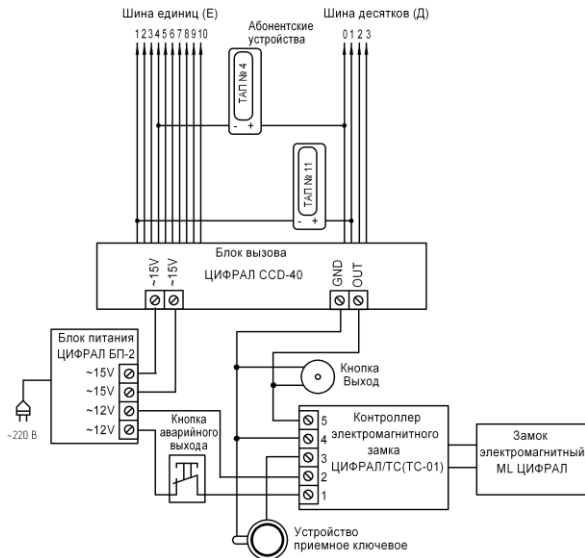 Шина единиц (Е)
Абонентские
устройства
Шина десятков (Д)
1 2 3 4 5 6 7 8 9 10
0 1 2 3
ТАП № 4
- +
ТАП № 11
- +
Блок вызова
ЦИФРАЛ CCD-40
~15V
~15V
GND
OUT
Блок питания
ЦИФРАЛ БП-2
~15V
~15V
~12V
~12V
~220 В
Кнопка
аварийного
выхода
Кнопка
Выход
5
4
3
2
1
Контроллер
электромагнитного
замка
ЦИФРАЛ/ТС(ТС-01)
Замок
электромагнитный
ML ЦИФРАЛ
Устройство
приемное ключевое